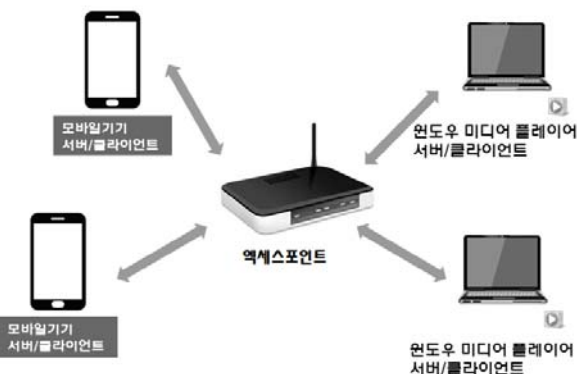 모바일기기
서버/클라이언트
윈도우 미디어 플레이어
서버/클라이언트
액세스포인트
모바일기기
서버/클라이언트
윈도우 미디어 플레이어
서버/클라이언트